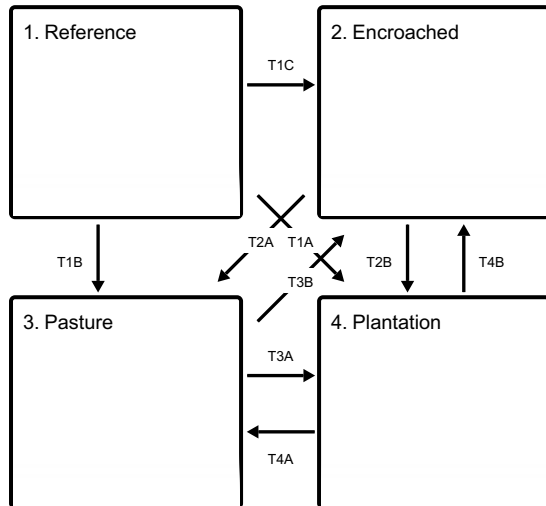 1. Reference
2. Encroached
T1C
T2A
T1A
T1B
T3B
T2B
T4B
3. Pasture
4. Plantation
T3A
T4A